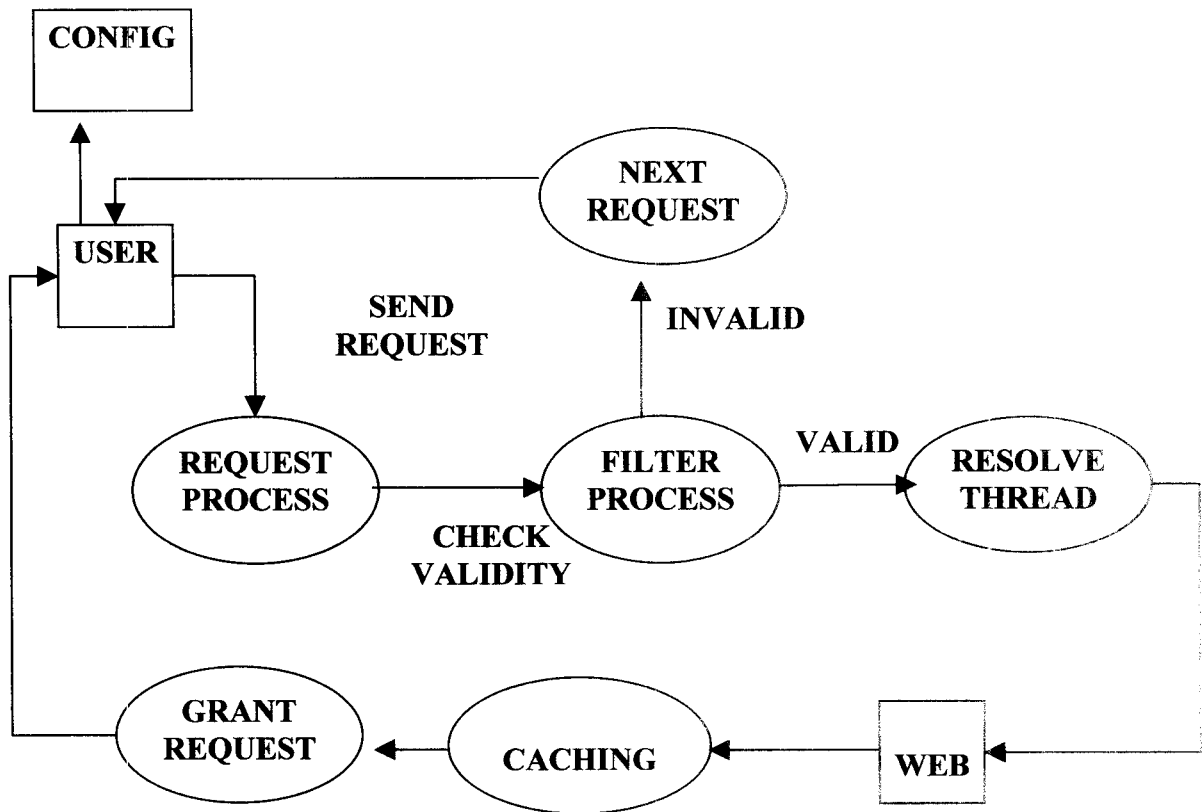 CONFIG
NEXT
REQUEST
USER
SEND
REQUEST
INVALID
REQUEST
PROCESS
FILTER
PROCESS
VALID
RESOLVE
THREAD
CHECK
VALIDITY
GRANT
REQUEST
CACHING
WEB